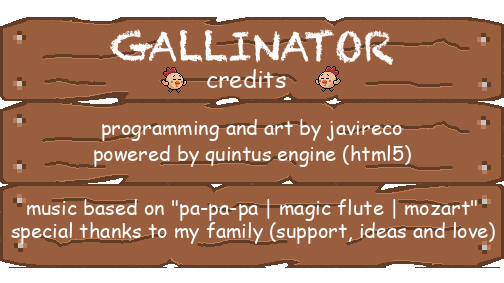 GALLINATOR
credits
programming and art by javireco
powered by quintus engine (html5)
music based on "pa-pa-pa | magic flute | mozart"
special thanks to my family (support, ideas and love)